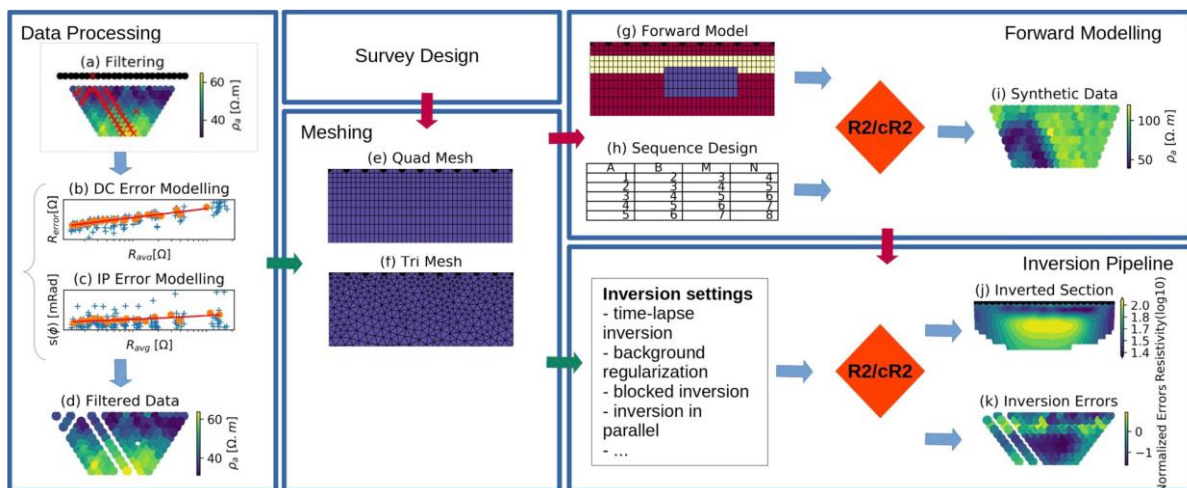 Data Processing
(a) Filtering
60
40
ρa [Ω.m]
(b) DC Error Modelling
Rerror[Ω]
Ravg[Ω]
(c) IP Error Modelling
s(ϕ) [mRad]
Ravg [Ω]
(d) Filtered Data
60
40
ρa [Ω.m]
Survey Design
Meshing
(e) Quad Mesh
(f) Tri Mesh
Forward Modelling
(g) Forward Model
(h) Sequence Design
A B M N
1 2 3 4
2 3 4 5
3 4 5 6
4 5 6 7
5 6 7 8
R2/cR2
(i) Synthetic Data
100
50
ρa [Ω.m]
Inversion Pipeline
Inversion settings
- time-lapse
inversion
- background
regularization
- blocked inversion
- inversion in
parallel
- ...
R2/cR2
(j) Inverted Section
2.0
1.8
1.7
1.5
1.4
Resistivity(log10)
(k) Inversion Errors
0
−1
Normalized Errors